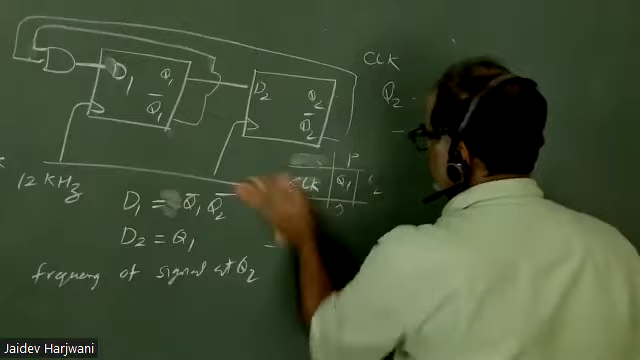 CLK
Q₂
D₁ Q₁
Q̅₁
D₂ Q₂
Q̅₂
12 KHz
CLK Q₁
D₁ = Q̅₁ Q̅₂
D₂ = Q₁
frequency of signal at Q₂
Jaidev Harjwani